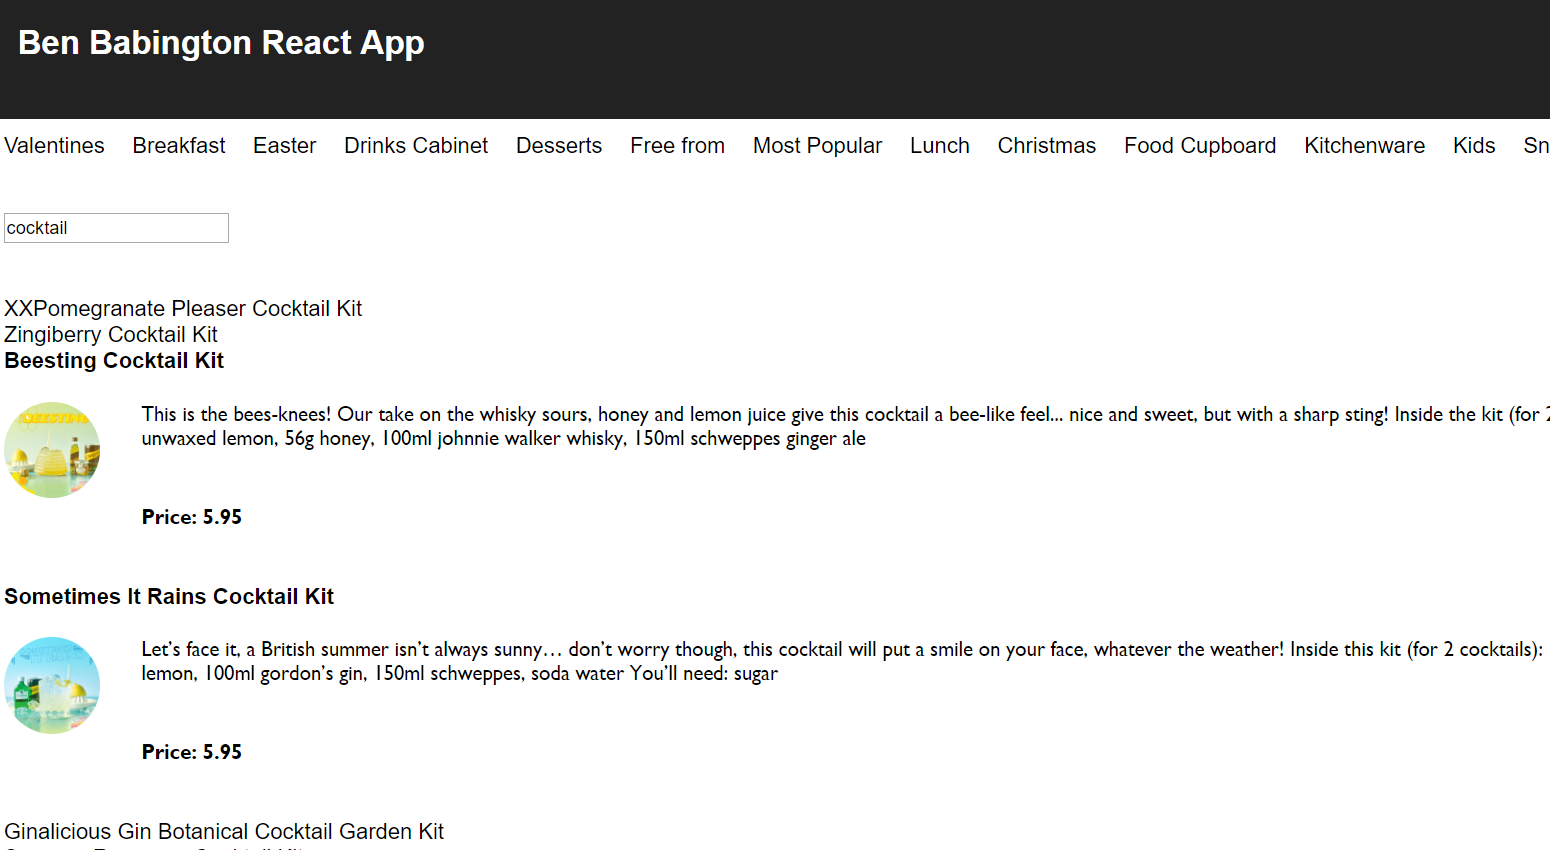 Ben Babington React App
Valentines Breakfast Easter Drinks Cabinet Desserts Free from Most Popular Lunch Christmas Food Cupboard Kitchenware Kids Sn
cocktail
XXPomegranate Pleaser Cocktail Kit
Zingiberry Cocktail Kit
Beesting Cocktail Kit
This is the bees-knees! Our take on the whisky sours, honey and lemon juice give this cocktail a bee-like feel... nice and sweet, but with a sharp sting! Inside the kit (for 2
unwaxed lemon, 56g honey, 100ml johnnie walker whisky, 150ml schweppes ginger ale
Price: 5.95
Sometimes It Rains Cocktail Kit
Let’s face it, a British summer isn’t always sunny… don’t worry though, this cocktail will put a smile on your face, whatever the weather! Inside this kit (for 2 cocktails):
lemon, 100ml gordon’s gin, 150ml schweppes, soda water You’ll need: sugar
Price: 5.95
Ginalicious Gin Botanical Cocktail Garden Kit